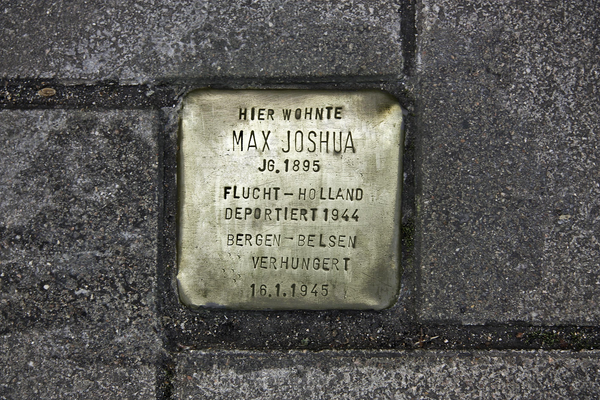 HIER WOHNTE
MAX JOSHUA
JG.1895
FLUCHT-HOLLAND
DEPORTIERT 1944
BERGEN-BELSEN
VERHUNGERT
16.1.1945